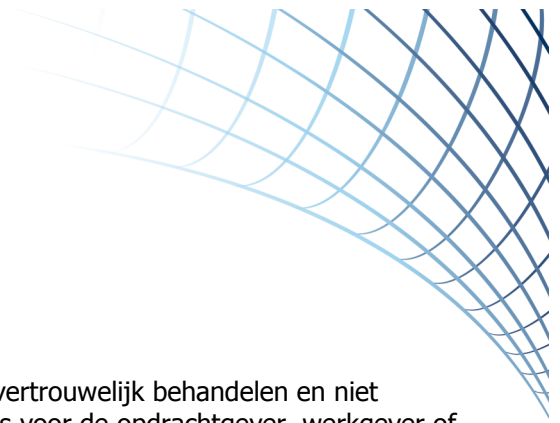 vertrouwelijk behandelen en niet
s voor de opdrachtgever, werkgever of